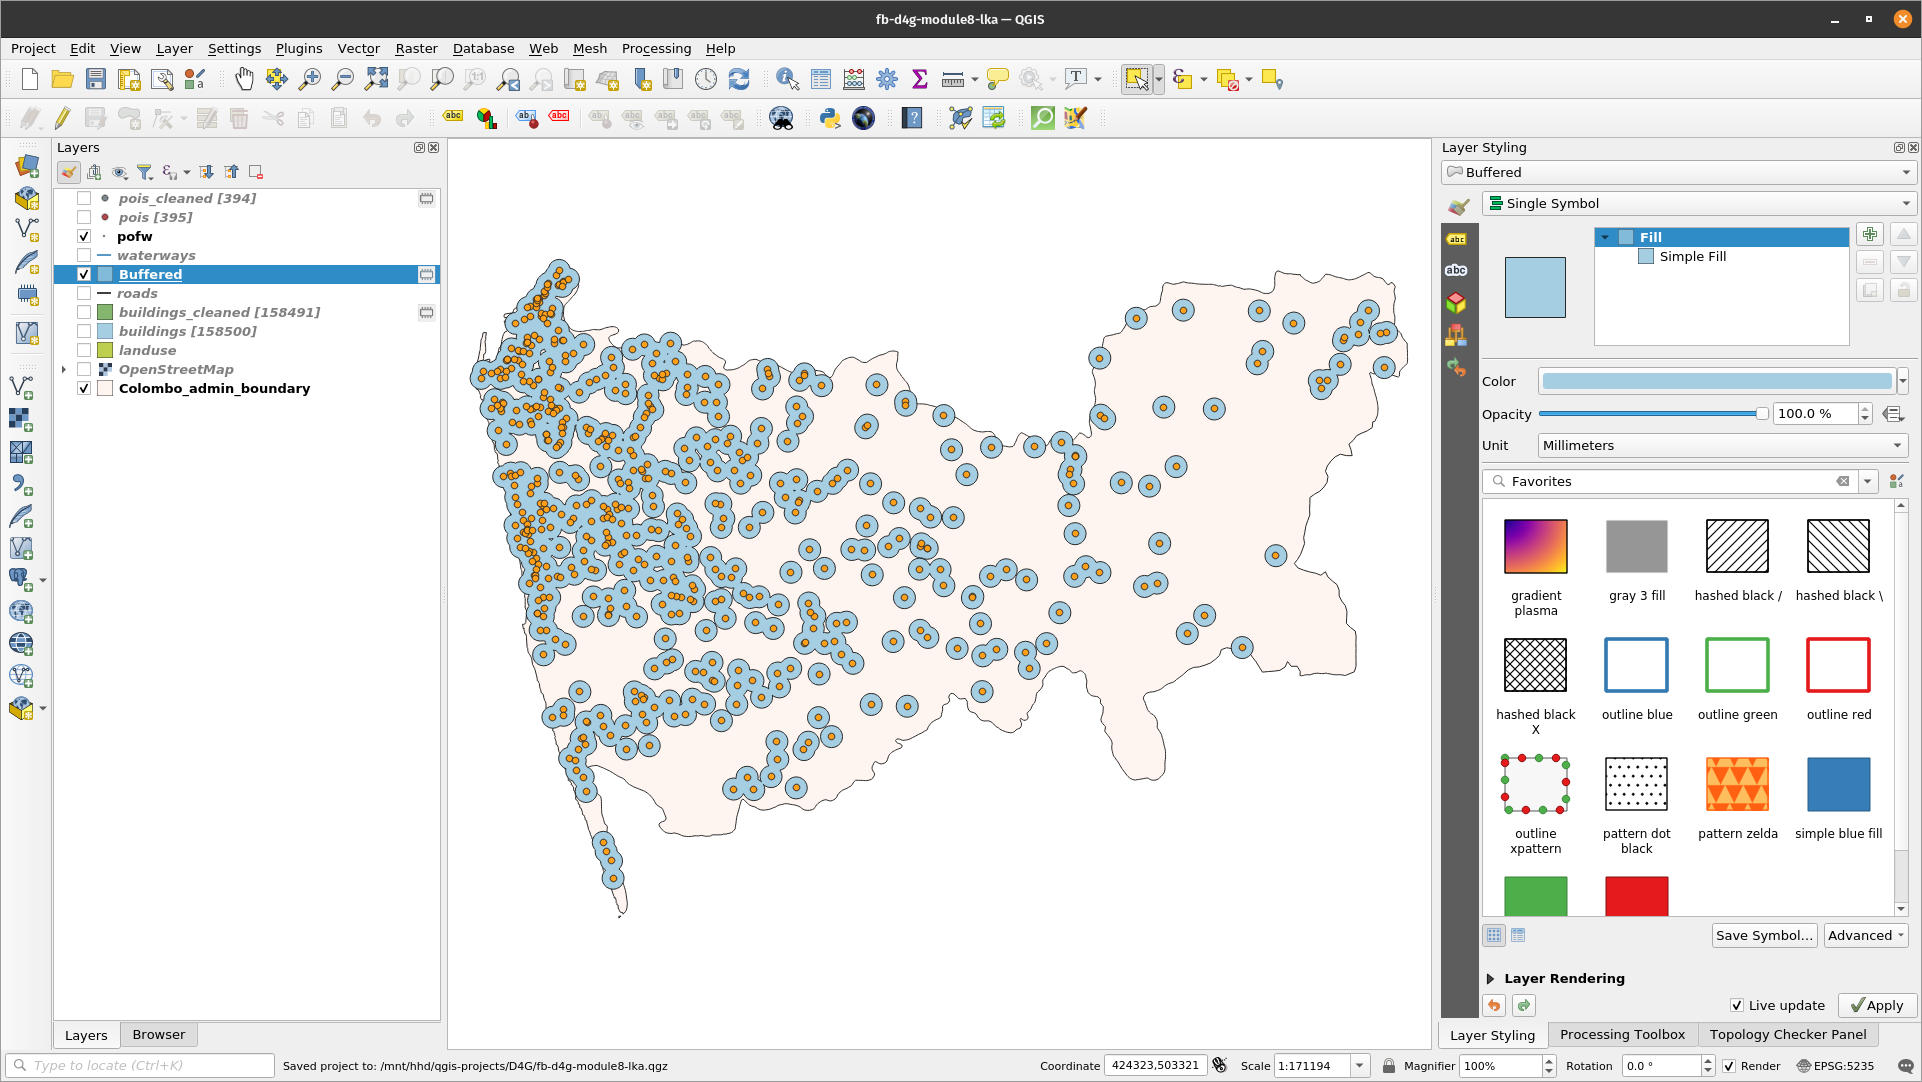 fb-d4g-module8-lka — QGIS
Project Edit View Layer Settings Plugins Vector Raster Database Web Mesh Processing Help
Layers
pois_cleaned [394]
pois [395]
pofw
waterways
Buffered
roads
buildings_cleaned [158491]
buildings [158500]
landuse
OpenStreetMap
Colombo_admin_boundary
Layers Browser
Layer Styling
Buffered
Single Symbol
Fill
Simple Fill
Color
Opacity 100.0 %
Unit Millimeters
Favorites
gradient plasma
gray 3 fill
hashed black /
hashed black \
hashed black X
outline blue
outline green
outline red
outline xpattern
pattern dot black
pattern zelda
simple blue fill
Save Symbol... Advanced
Layer Rendering
Live update Apply
Layer Styling Processing Toolbox Topology Checker Panel
Type to locate (Ctrl+K) Saved project to: /mnt/hhd/qgis-projects/D4G/fb-d4g-module8-lka.qgz Coordinate 424323,503321 Scale 1:171194 Magnifier 100% Rotation 0.0 ° Render EPSG:5235